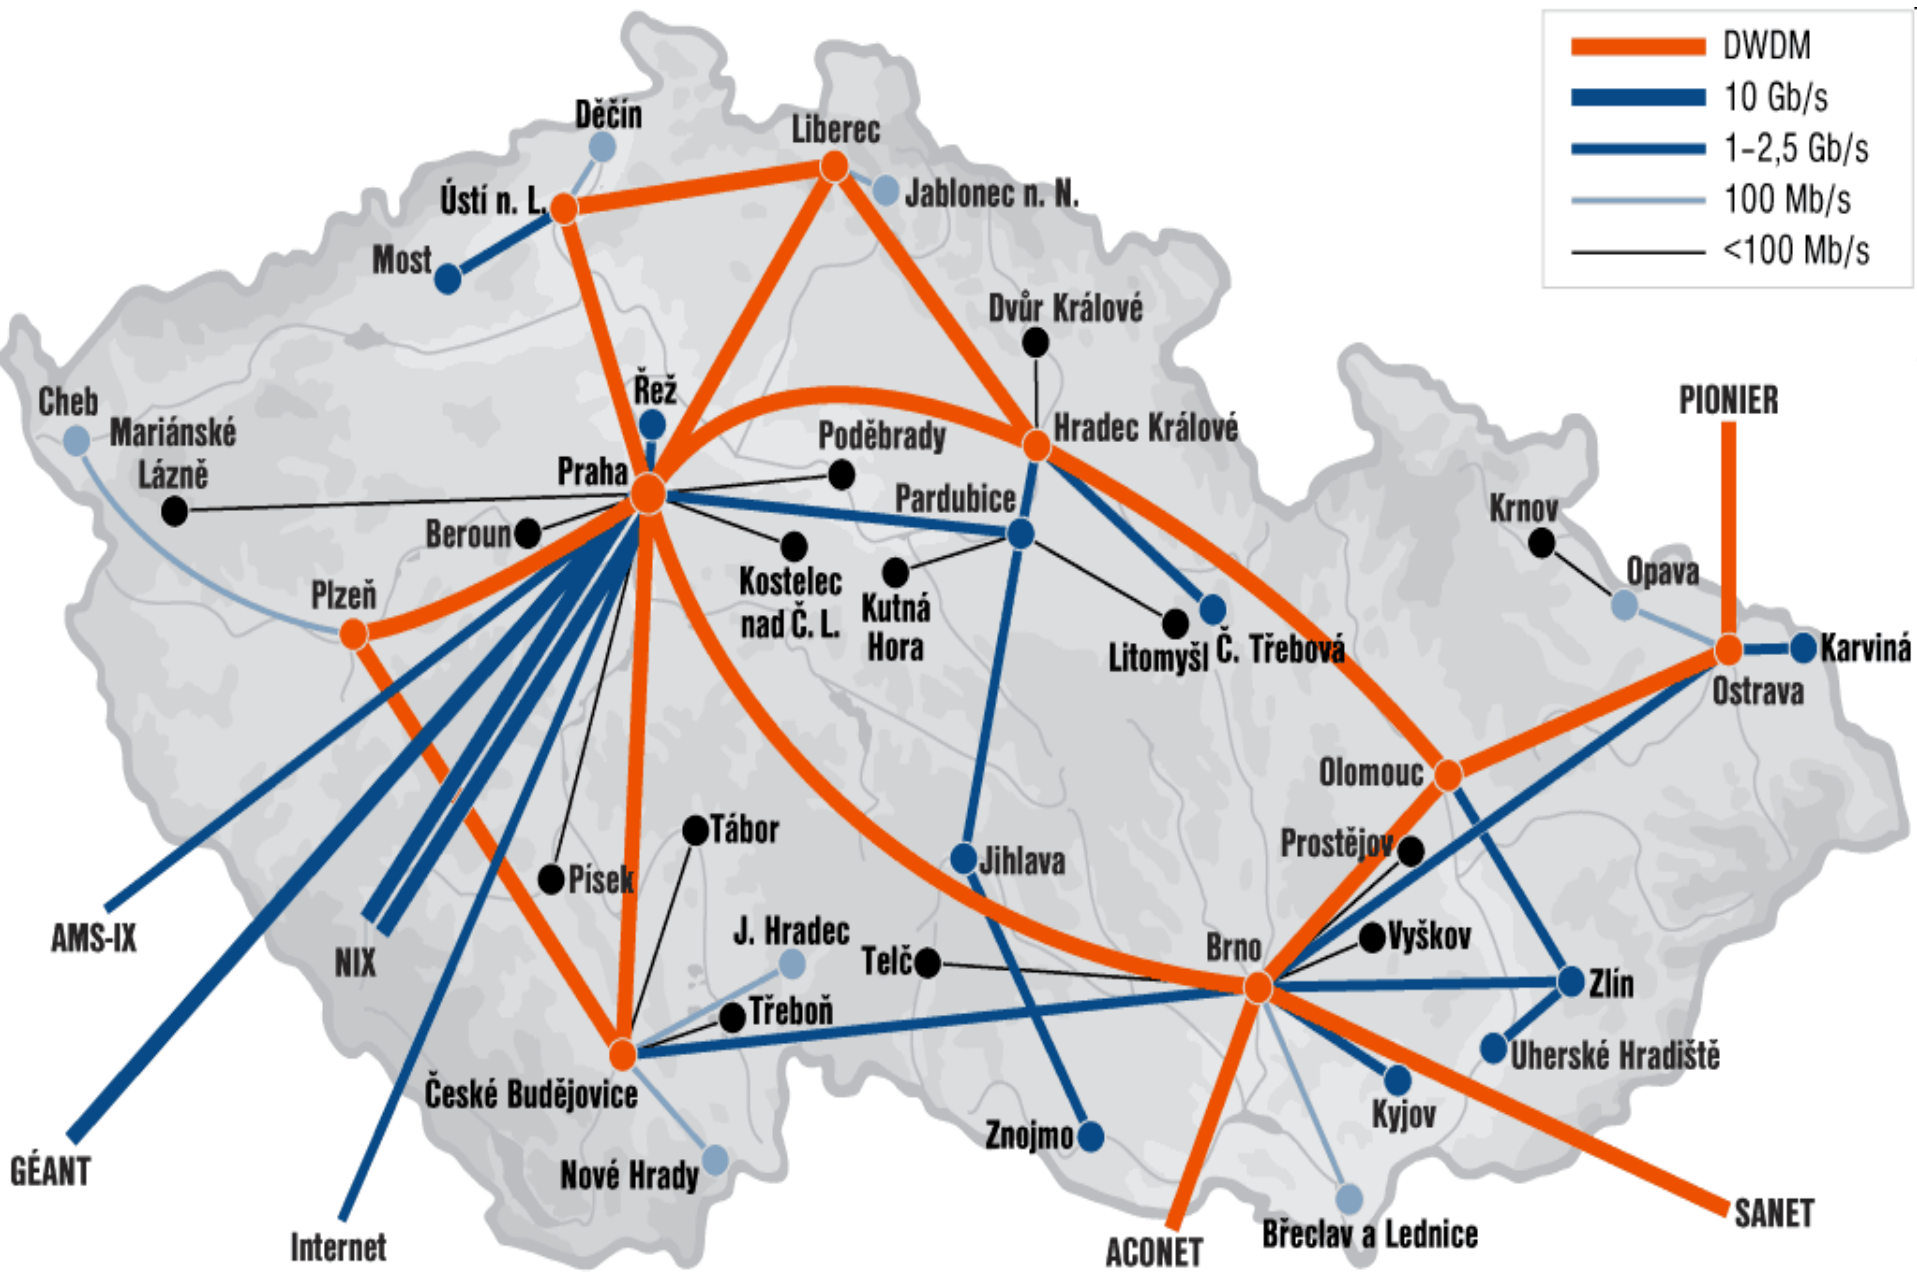 DWDM
10 Gb/s
1–2,5 Gb/s
100 Mb/s
<100 Mb/s
Děčín
Liberec
Ústí n. L.
Jablonec n. N.
Most
Dvůr Králové
Řež
Cheb
Mariánské
Lázně
PIONIER
Poděbrady
Hradec Králové
Praha
Pardubice
Beroun
Krnov
Opava
Plzeň
Kostelec
nad Č. L.
Kutná
Hora
Litomyšl
Č. Třebová
Karviná
Ostrava
Olomouc
Tábor
Prostějov
Jihlava
Písek
AMS-IX
NIX
J. Hradec
Telč
Brno
Vyškov
Zlín
Třeboň
Uherské Hradiště
České Budějovice
Kyjov
Znojmo
GÉANT
Nové Hrady
SANET
Internet
ACONET
Břeclav a Lednice